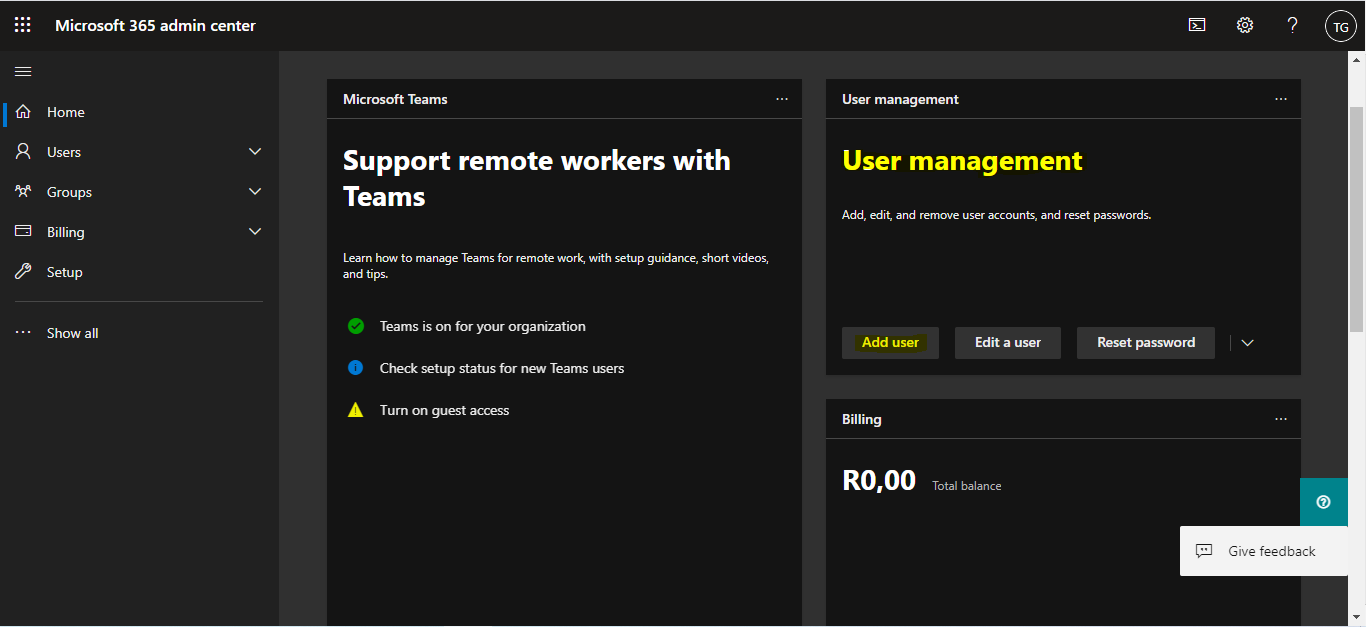 Microsoft 365 admin center
TG
Home
Users
Groups
Billing
Setup
Show all
Microsoft Teams
Support remote workers with
Teams
Learn how to manage Teams for remote work, with setup guidance, short videos,
and tips.
Teams is on for your organization
Check setup status for new Teams users
Turn on guest access
User management
User management
Add, edit, and remove user accounts, and reset passwords.
Add user
Edit a user
Reset password
Billing
R0,00 Total balance
Give feedback